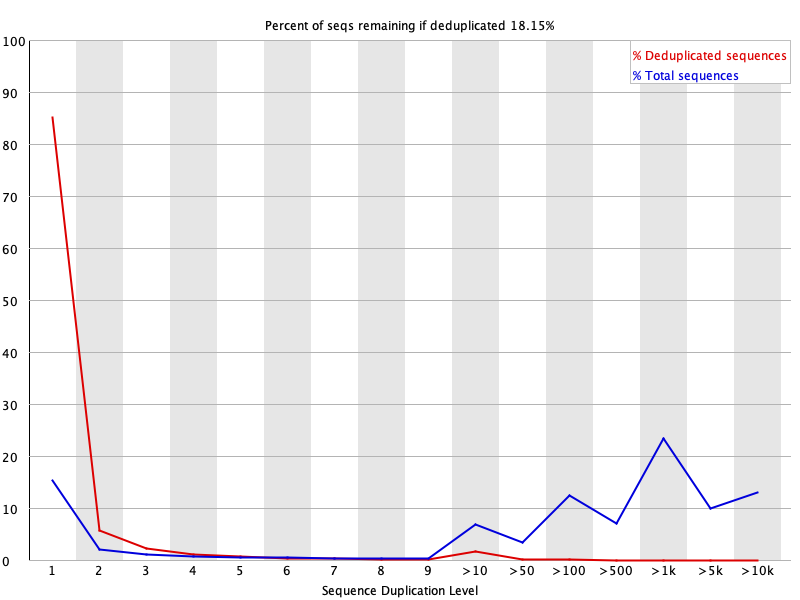 Percent of seqs remaining if deduplicated 18.15%
% Deduplicated sequences
% Total sequences
100
90
80
70
60
50
40
30
20
10
0
1 2 3 4 5 6 7 8 9 >10 >50 >100 >500 >1k >5k >10k
Sequence Duplication Level